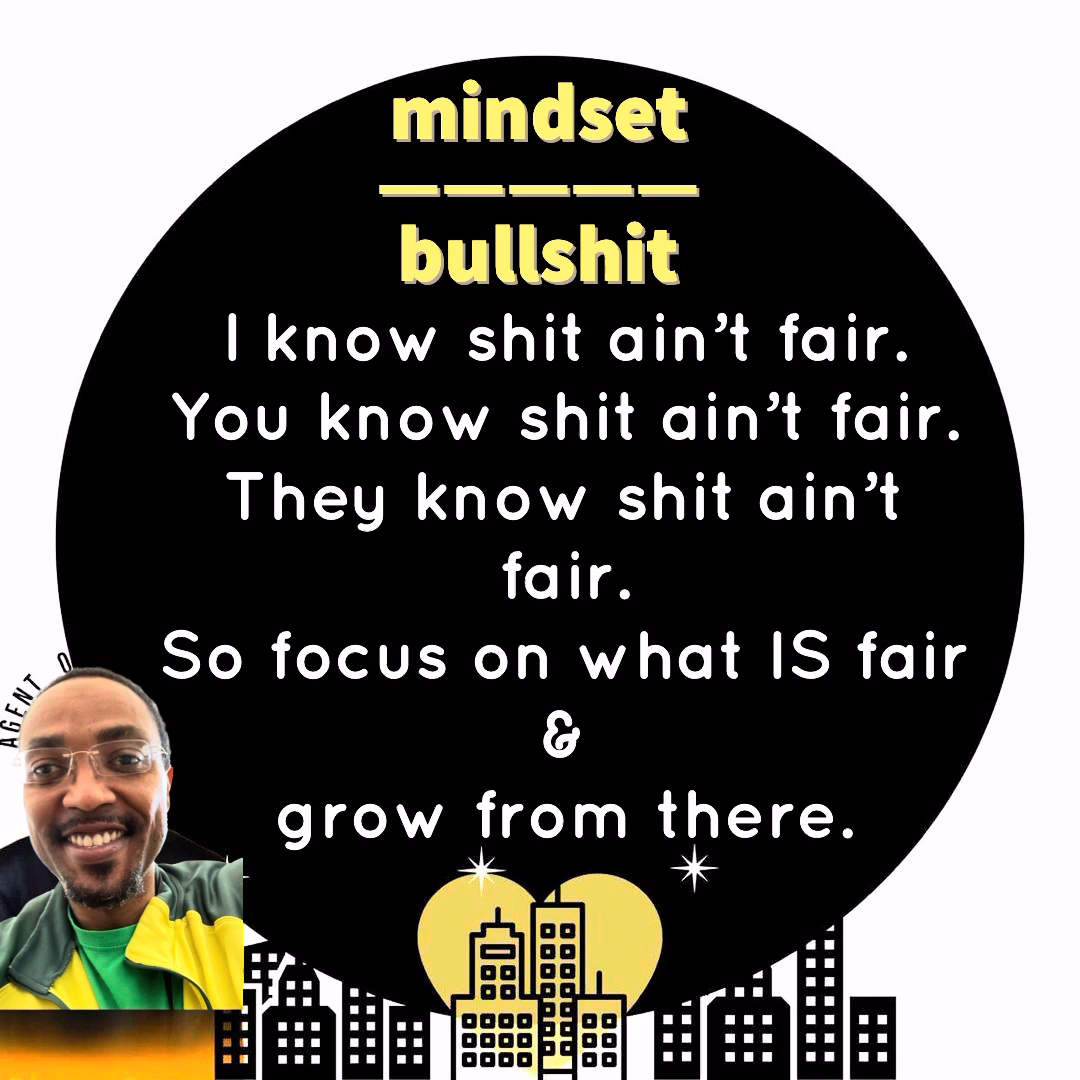 mindset
—————
bullshit
I know shit ain’t fair.
You know shit ain’t fair.
They know shit ain’t
fair.
So focus on what IS fair
&
grow from there.
AGENT